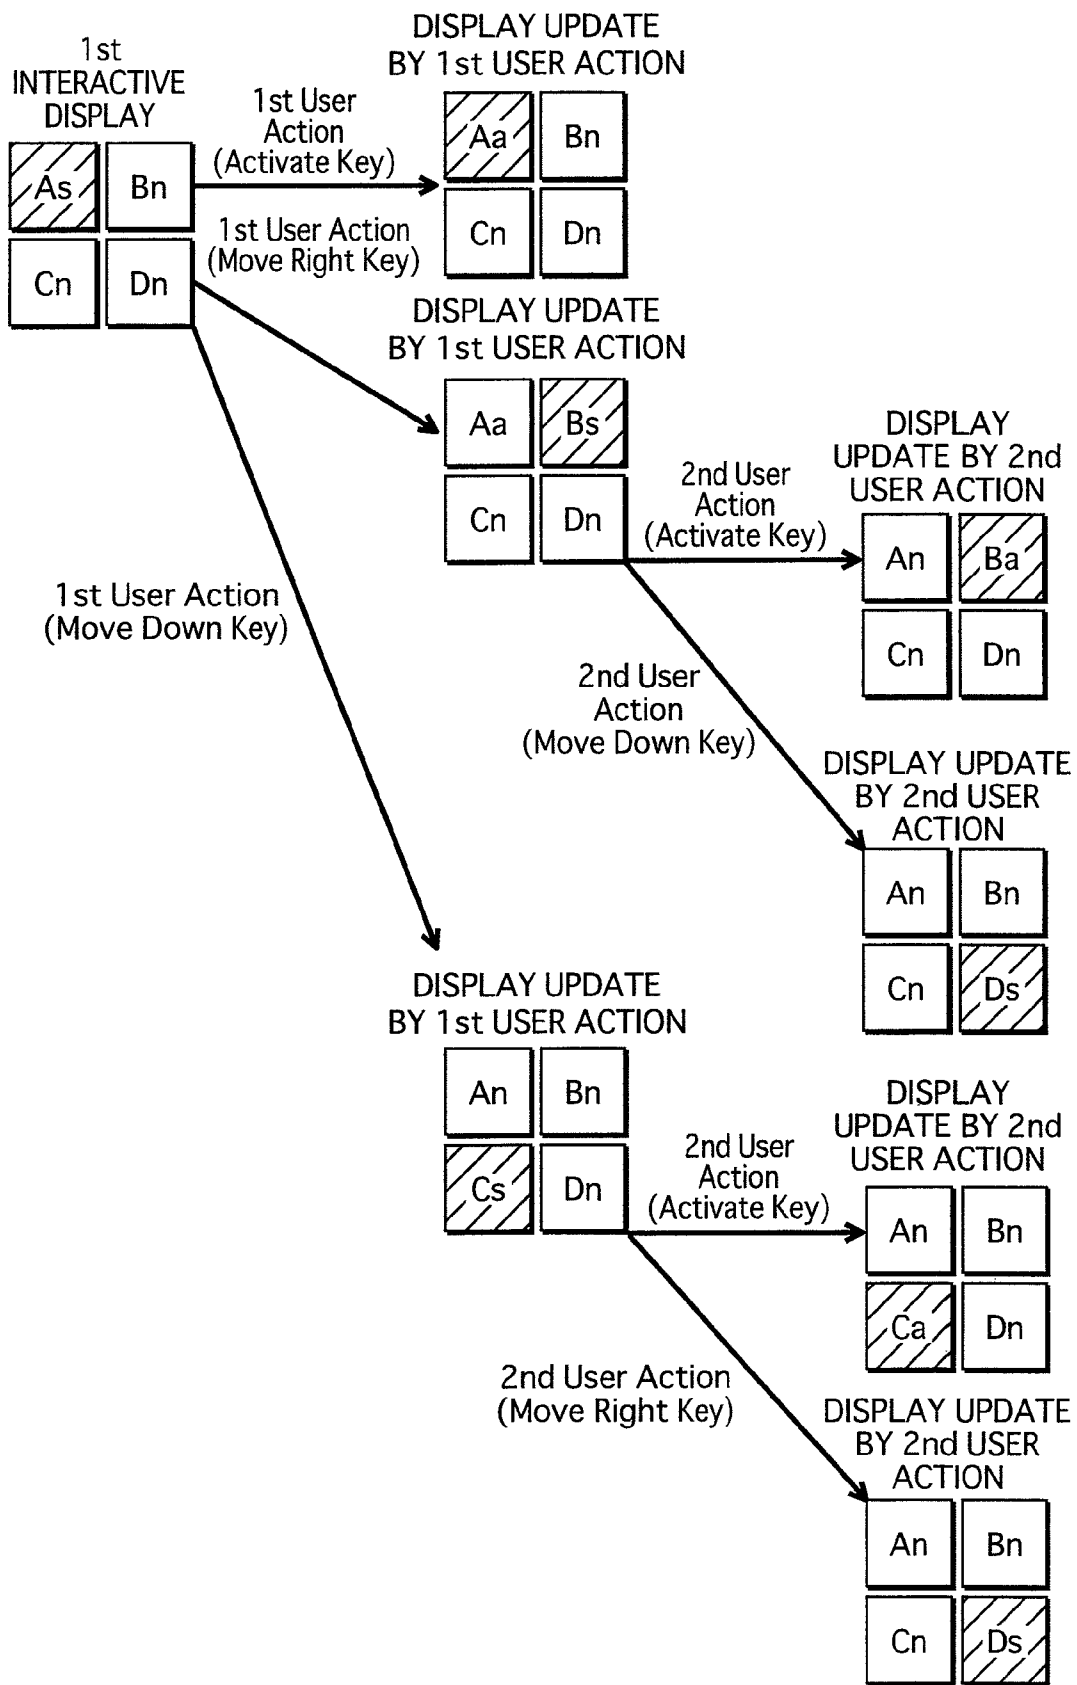 1st
INTERACTIVE
DISPLAY
As Bn
Cn Dn
1st User
Action
(Activate Key)
DISPLAY UPDATE
BY 1st USER ACTION
Aa Bn
Cn Dn
1st User Action
(Move Right Key)
DISPLAY UPDATE
BY 1st USER ACTION
Aa Bs
Cn Dn
2nd User
Action
(Activate Key)
DISPLAY
UPDATE BY 2nd
USER ACTION
An Ba
Cn Dn
2nd User
Action
(Move Down Key)
DISPLAY UPDATE
BY 2nd USER
ACTION
An Bn
Cn Ds
1st User Action
(Move Down Key)
DISPLAY UPDATE
BY 1st USER ACTION
An Bn
Cs Dn
2nd User
Action
(Activate Key)
DISPLAY
UPDATE BY 2nd
USER ACTION
An Bn
Ca Dn
2nd User Action
(Move Right Key)
DISPLAY UPDATE
BY 2nd USER
ACTION
An Bn
Cn Ds